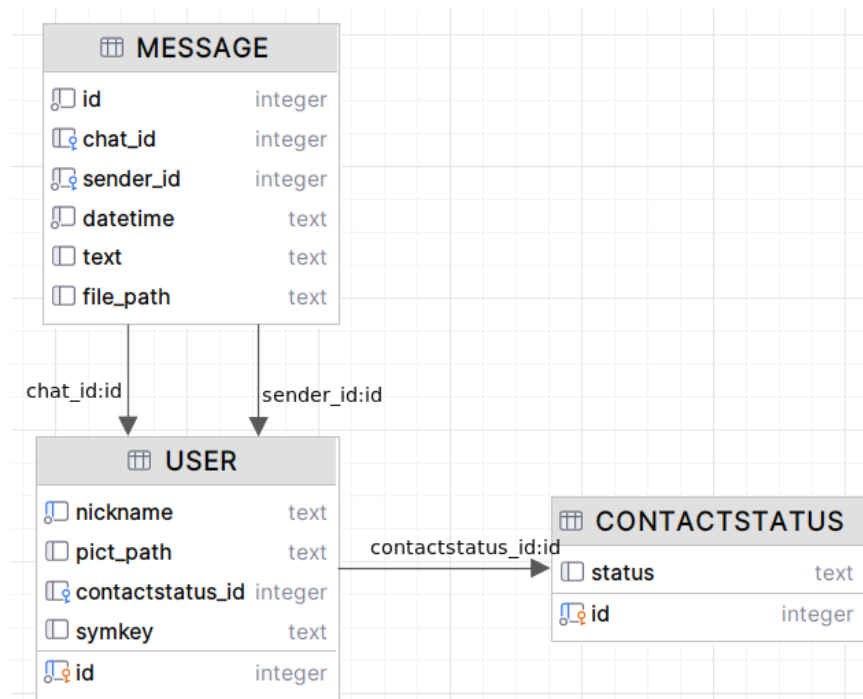 MESSAGE
id integer
chat_id integer
sender_id integer
datetime text
text text
file_path text
chat_id:id
sender_id:id
USER
nickname text
pict_path text
contactstatus_id integer
symkey text
id integer
contactstatus_id:id
CONTACTSTATUS
status text
id integer